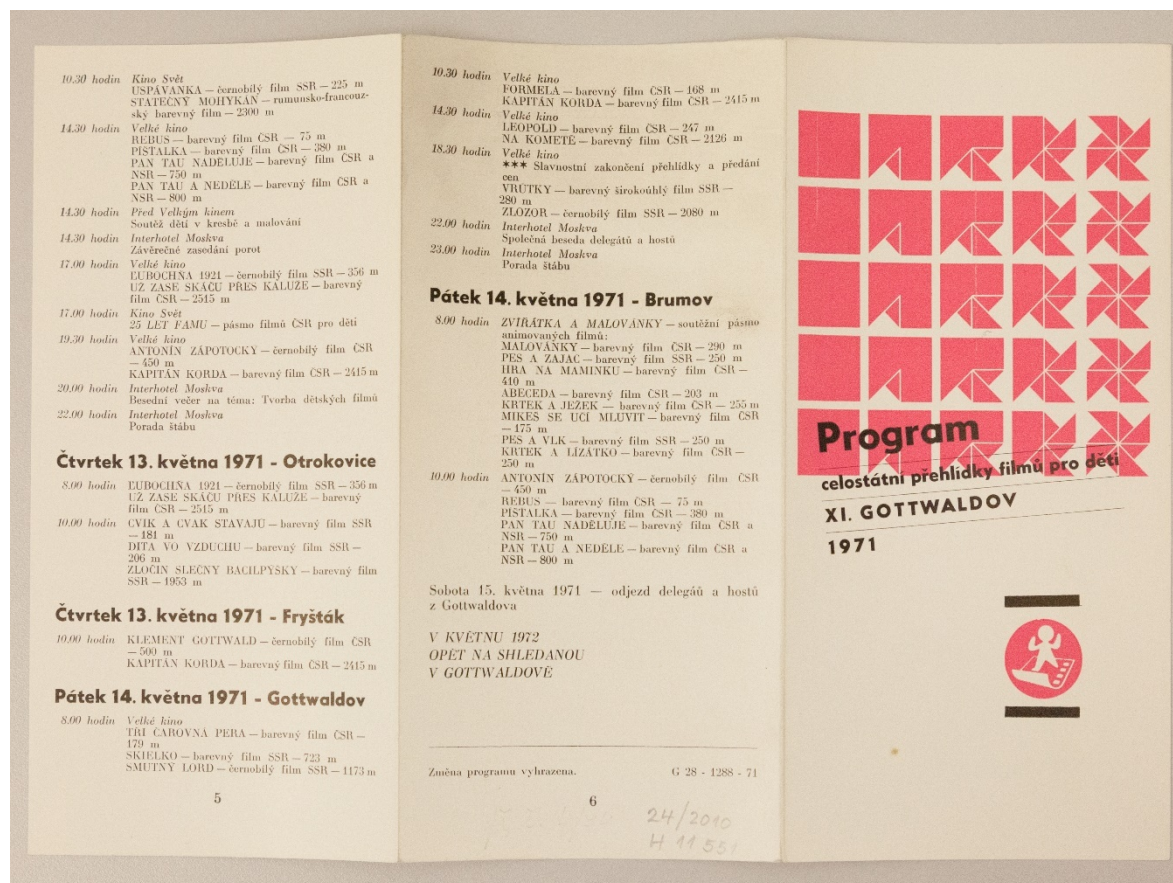 10.30 hodin Kino Svět
USPÁVANKA — černobílý film SSR — 225 m
STATEČNÝ MOHYKÁN — rumunsko-francouz-
ský barevný film — 2300 m
14.30 hodin Velké kino
REBUS — barevný film ČSR — 75 m
PÍŠŤALKA — barevný film ČSR — 380 m
PAN TAU NADĚLUJE — barevný film ČSR a
NSR — 750 m
PAN TAU A NEDĚLE — barevný film ČSR a
NSR — 800 m
14.30 hodin Před Velkým kinem
Soutěž dětí v kresbě a malování
14.30 hodin Interhotel Moskva
Závěrečné zasedání porot
17.00 hodin Velké kino
ĽUBOCHŇA 1921 — černobílý film SSR — 356 m
UŽ ZASE SKÁČU PŘES KALUŽE — barevný
film ČSR — 2515 m
17.00 hodin Kino Svět
25 LET FAMU — pásmo filmů ČSR pro děti
19.30 hodin Velké kino
ANTONÍN ZÁPOTOCKÝ — černobílý film ČSR
— 450 m
KAPITÁN KORDA — barevný film ČSR — 2415 m
20.00 hodin Interhotel Moskva
Besední večer na téma: Tvorba dětských filmů
22.00 hodin Interhotel Moskva
Porada štábu
Čtvrtek 13. května 1971 - Otrokovice
8.00 hodin ĽUBOCHŇA 1921 — černobílý film SSR — 356 m
UŽ ZASE SKÁČU PŘES KALUŽE — barevný
film ČSR — 2515 m
10.00 hodin CVIK A CVAK STAVAJÚ — barevný film SSR
— 181 m
DITA VO VZDUCHU — barevný film SSR —
206 m
ZLOČIN SLEČNY BACILPÝŠKY — barevný film
SSR — 1953 m
Čtvrtek 13. května 1971 - Fryšták
10.00 hodin KLEMENT GOTTWALD — černobílý film ČSR
— 500 m
KAPITÁN KORDA — barevný film ČSR — 2415 m
Pátek 14. května 1971 - Gottwaldov
8.00 hodin Velké kino
TŘI ČAROVNÁ PERA — barevný film ČSR —
179 m
SKIELKO — barevný film SSR — 723 m
SMUTNÝ LORD — černobílý film SSR — 1173 m
5
10.30 hodin Velké kino
FORMELA — barevný film ČSR — 168 m
KAPITÁN KORDA — barevný film ČSR — 2415 m
14.30 hodin Velké kino
LEOPOLD — barevný film ČSR — 247 m
NA KOMETĚ — barevný film ČSR — 2126 m
18.30 hodin Velké kino
*** Slavnostní zakončení přehlídky a předání
cen
VRÚTKY — barevný širokoúhlý film SSR —
280 m
ZLOZOR — černobílý film SSR — 2080 m
22.00 hodin Interhotel Moskva
Společná beseda delegátů a hostů
23.00 hodin Interhotel Moskva
Porada štábu
Pátek 14. května 1971 - Brumov
8.00 hodin ZVÍŘÁTKA A MALOVÁNKY — soutěžní pásmo
animovaných filmů:
MALOVÁNKY — barevný film ČSR — 290 m
PES A ZAJAC — barevný film SSR — 250 m
HRA NA MAMINKU — barevný film ČSR —
410 m
ABECEDA — barevný film ČSR — 203 m
KRTEK A JEŽEK — barevný film ČSR — 255 m
MIKEŠ SE UČÍ MLUVIT — barevný film ČSR
— 175 m
PES A VLK — barevný film SSR — 250 m
KRTEK A LÍZÁTKO — barevný film ČSR —
250 m
10.00 hodin ANTONÍN ZÁPOTOCKÝ — černobílý film ČSR
— 450 m
REBUS — barevný film ČSR — 75 m
PÍŠŤALKA — barevný film ČSR — 380 m
PAN TAU NADĚLUJE — barevný film ČSR a
NSR — 750 m
PAN TAU A NEDĚLE — barevný film ČSR a
NSR — 800 m
Sobota 15. května 1971 — odjezd delegáů a hostů
z Gottwaldova
V KVĚTNU 1972
OPĚT NA SHLEDANOU
V GOTTWALDOVĚ
Změna programu vyhrazena. G 28 - 1288 - 71
6
24/2010
H 11 551
Program
celostátní přehlídky filmů pro děti
XI. GOTTWALDOV
1971